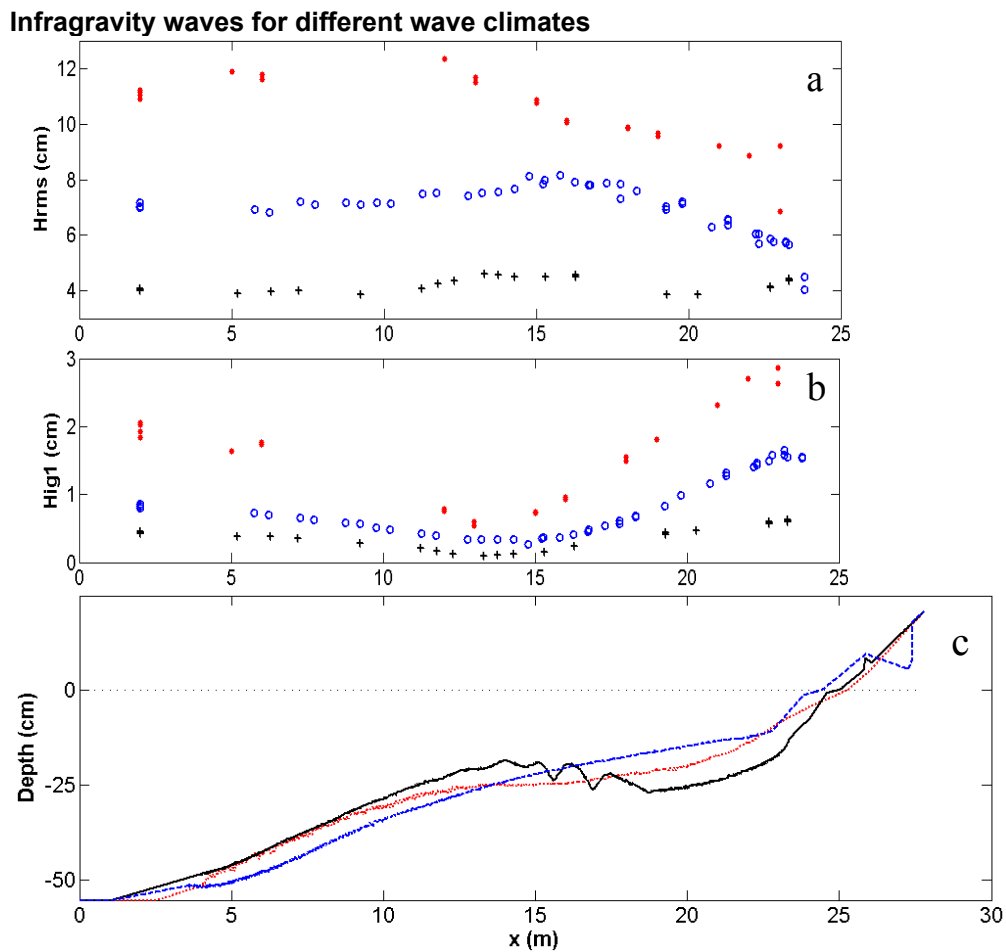 Infragravity waves for different wave climates
a
12
10
8
6
4
Hrms (cm)
0 5 10 15 20 25
b
3
2
1
0
Hig1 (cm)
0 5 10 15 20 25
c
0
-25
-50
Depth (cm)
0 5 10 15 20 25 30
x (m)